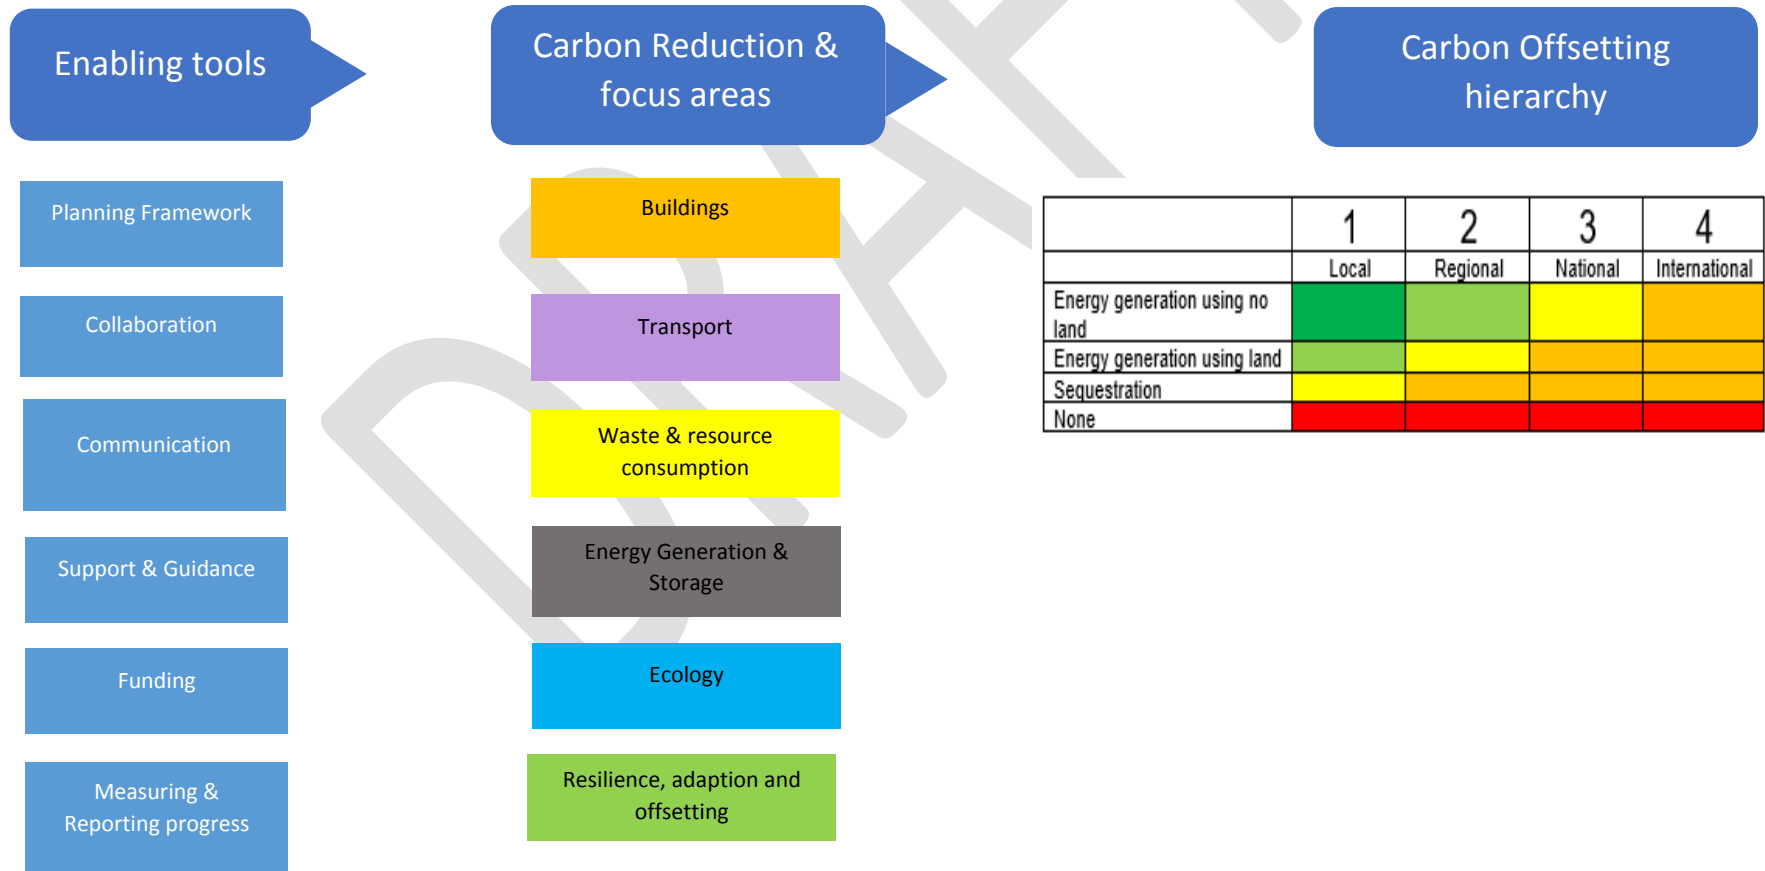 Enabling tools
Planning Framework
Collaboration
Communication
Support & Guidance
Funding
Measuring &
Reporting progress
Carbon Reduction &
focus areas
Buildings
Transport
Waste & resource
consumption
Energy Generation &
Storage
Ecology
Resilience, adaption and
offsetting
Carbon Offsetting
hierarchy
1 2 3 4
Local Regional National International
Energy generation using no
land
Energy generation using land
Sequestration
None
DRAFT